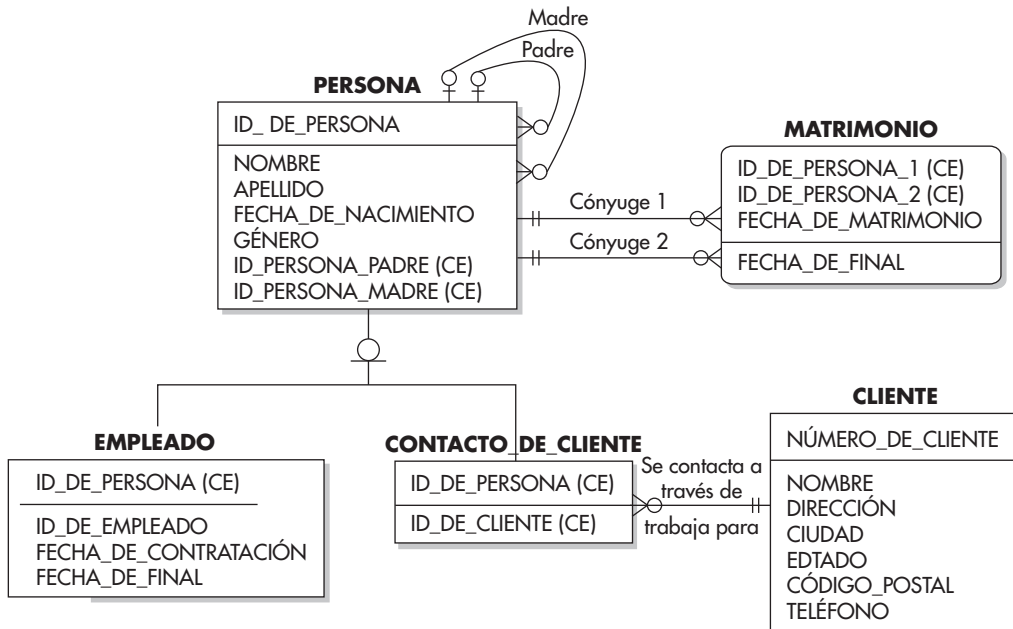 Madre
Padre
PERSONA
ID_ DE_PERSONA
NOMBRE
APELLIDO
FECHA_DE_NACIMIENTO
GÉNERO
ID_PERSONA_PADRE (CE)
ID_PERSONA_MADRE (CE)
Cónyuge 1
Cónyuge 2
MATRIMONIO
ID_DE_PERSONA_1 (CE)
ID_DE_PERSONA_2 (CE)
FECHA_DE_MATRIMONIO
FECHA_DE_FINAL
EMPLEADO
ID_DE_PERSONA (CE)
ID_DE_EMPLEADO
FECHA_DE_CONTRATACIÓN
FECHA_DE_FINAL
CONTACTO_DE_CLIENTE
ID_DE_PERSONA (CE)
ID_DE_CLIENTE (CE)
Se contacta a
través de
trabaja para
CLIENTE
NÚMERO_DE_CLIENTE
NOMBRE
DIRECCIÓN
CIUDAD
EDTADO
CÓDIGO_POSTAL
TELÉFONO